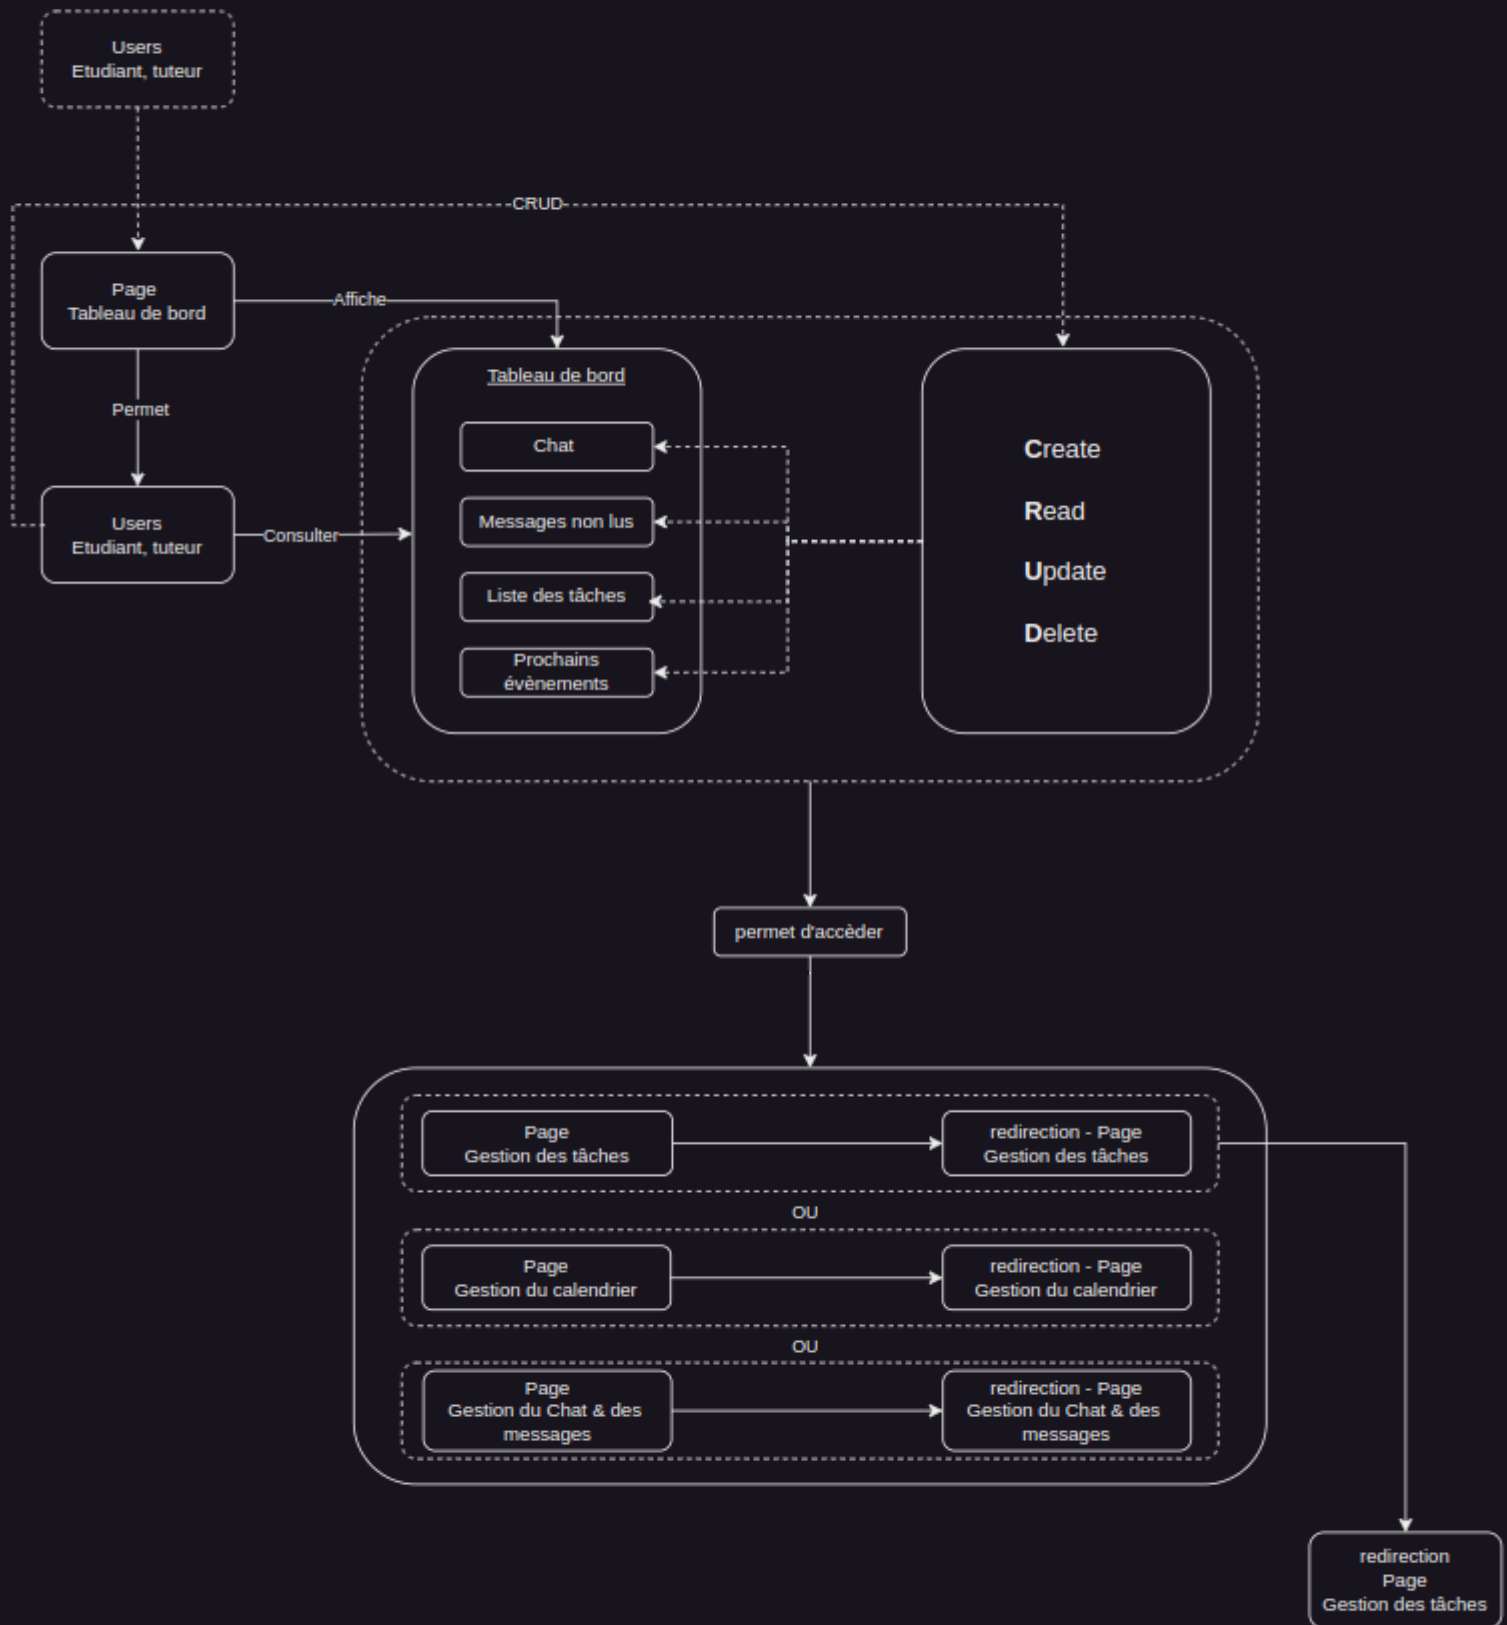 Users
Etudiant, tuteur
CRUD
Page
Tableau de bord
Affiche
Permet
Users
Etudiant, tuteur
Consulter
Tableau de bord
Chat
Messages non lus
Liste des tâches
Prochains
évènements
Create
Read
Update
Delete
permet d'accèder
Page
Gestion des tâches
redirection - Page
Gestion des tâches
OU
Page
Gestion du calendrier
redirection - Page
Gestion du calendrier
OU
Page
Gestion du Chat & des
messages
redirection - Page
Gestion du Chat & des
messages
redirection
Page
Gestion des tâches